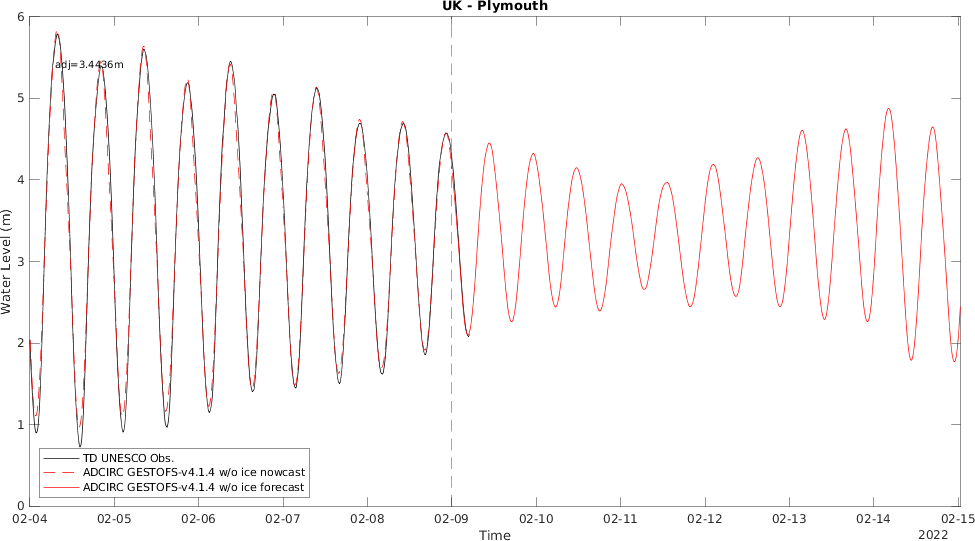 UK - Plymouth
6
adj=3.4436m
5
4
3
2
1
0
Water Level (m)
TD UNESCO Obs.
ADCIRC GESTOFS-v4.1.4 w/o ice nowcast
ADCIRC GESTOFS-v4.1.4 w/o ice forecast
02-04 02-05 02-06 02-07 02-08 02-09 02-10 02-11 02-12 02-13 02-14 02-15
Time
2022